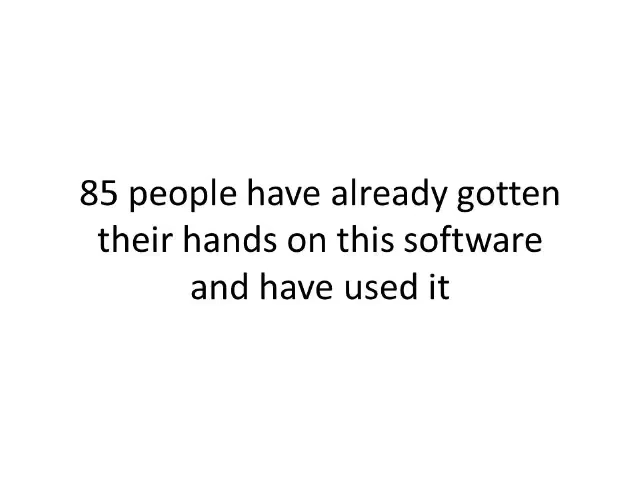 85 people have already gotten
their hands on this software
and have used it